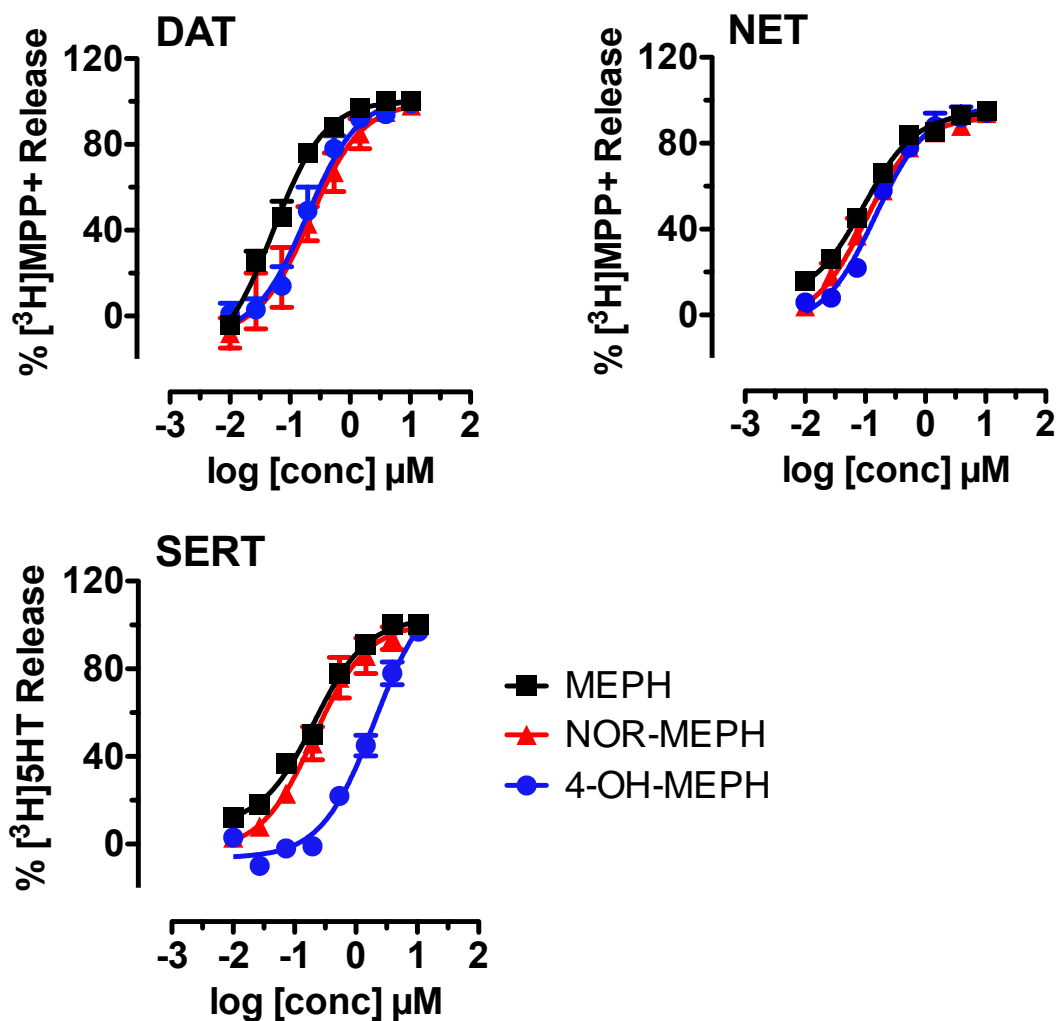 DAT
% [³H]MPP+ Release
120
80
40
0
-3 -2 -1 0 1 2
log [conc] µM
NET
% [³H]MPP+ Release
120
80
40
0
-3 -2 -1 0 1 2
log [conc] µM
SERT
% [³H]5HT Release
120
80
40
0
-3 -2 -1 0 1 2
log [conc] µM
MEPH
NOR-MEPH
4-OH-MEPH